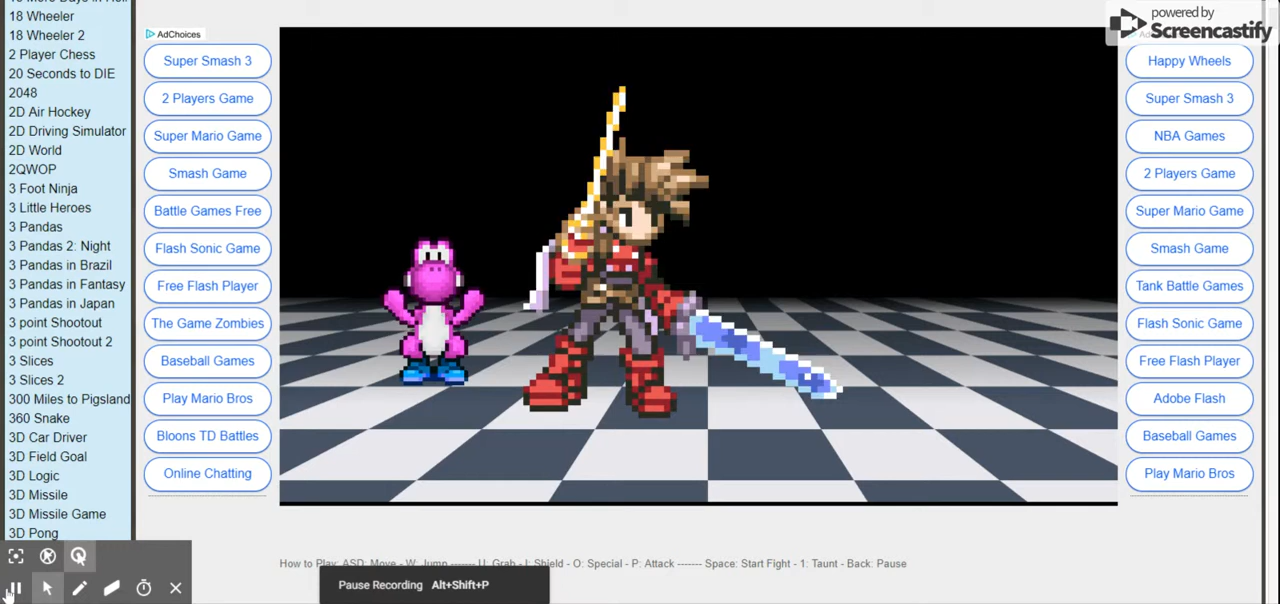 18 Wheeler
18 Wheeler 2
2 Player Chess
20 Seconds to DIE
2048
2D Air Hockey
2D Driving Simulator
2D World
2QWOP
3 Foot Ninja
3 Little Heroes
3 Pandas
3 Pandas 2: Night
3 Pandas in Brazil
3 Pandas in Fantasy
3 Pandas in Japan
3 point Shootout
3 point Shootout 2
3 Slices
3 Slices 2
300 Miles to Pigsland
360 Snake
3D Car Driver
3D Field Goal
3D Logic
3D Missile
3D Missile Game
3D Pong
AdChoices
Super Smash 3
2 Players Game
Super Mario Game
Smash Game
Battle Games Free
Flash Sonic Game
Free Flash Player
The Game Zombies
Baseball Games
Play Mario Bros
Bloons TD Battles
Online Chatting
powered by
Screencastify
Happy Wheels
Super Smash 3
NBA Games
2 Players Game
Super Mario Game
Smash Game
Tank Battle Games
Flash Sonic Game
Free Flash Player
Adobe Flash
Baseball Games
Play Mario Bros
How to Play: ASD: Move - W: Jump ------- U: Grab - I: Shield - O: Special - P: Attack ------- Space: Start Fight - 1: Taunt - Back: Pause
Pause Recording Alt+Shift+P